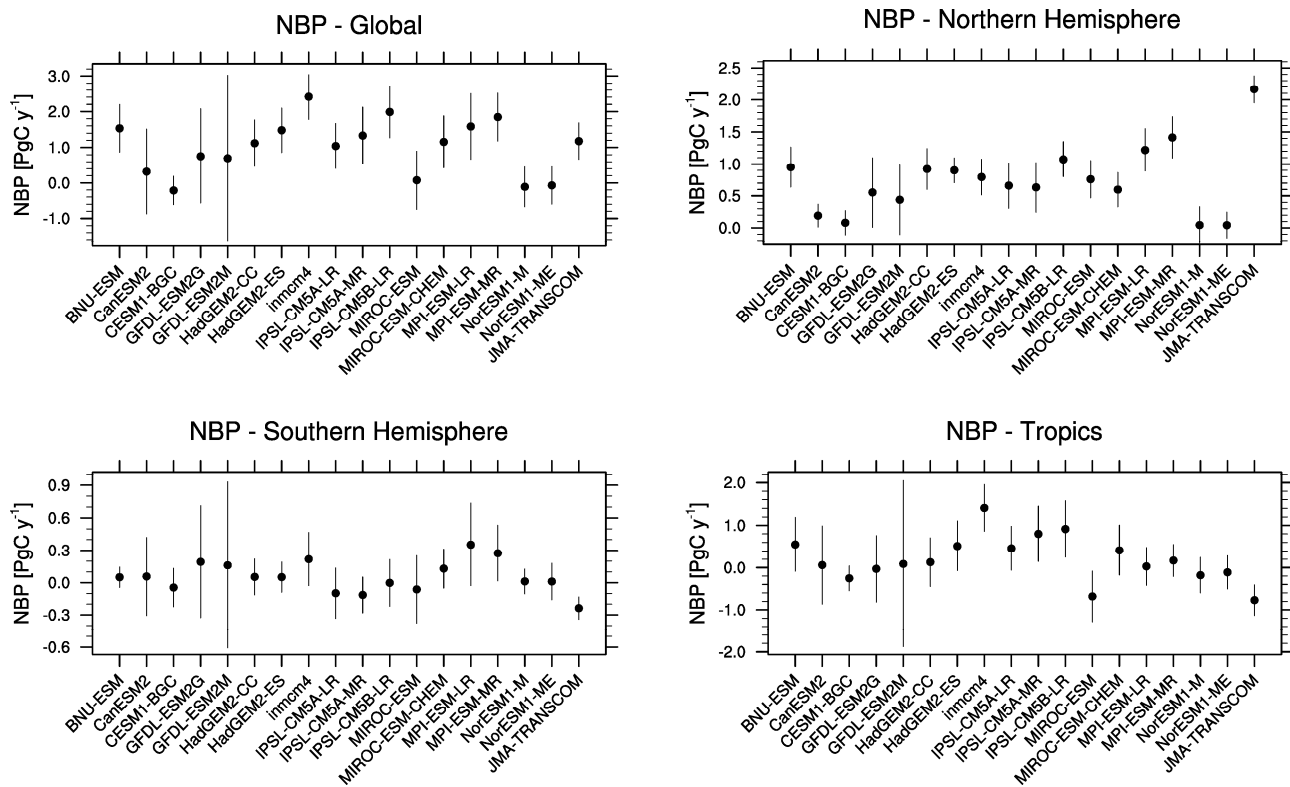 NBP - Global
NBP [PgC y⁻¹]
3.0
2.0
1.0
0.0
-1.0
BNU-ESM
CanESM2
CESM1-BGC
GFDL-ESM2G
GFDL-ESM2M
HadGEM2-CC
HadGEM2-ES
inmcm4
IPSL-CM5A-LR
IPSL-CM5A-MR
IPSL-CM5B-LR
MIROC-ESM
MIROC-ESM-CHEM
MPI-ESM-LR
MPI-ESM-MR
NorESM1-M
NorESM1-ME
JMA-TRANSCOM
NBP - Northern Hemisphere
NBP [PgC y⁻¹]
2.5
2.0
1.5
1.0
0.5
0.0
BNU-ESM
CanESM2
CESM1-BGC
GFDL-ESM2G
GFDL-ESM2M
HadGEM2-CC
HadGEM2-ES
inmcm4
IPSL-CM5A-LR
IPSL-CM5A-MR
IPSL-CM5B-LR
MIROC-ESM
MIROC-ESM-CHEM
MPI-ESM-LR
MPI-ESM-MR
NorESM1-M
NorESM1-ME
JMA-TRANSCOM
NBP - Southern Hemisphere
NBP [PgC y⁻¹]
0.9
0.6
0.3
0.0
-0.3
-0.6
BNU-ESM
CanESM2
CESM1-BGC
GFDL-ESM2G
GFDL-ESM2M
HadGEM2-CC
HadGEM2-ES
inmcm4
IPSL-CM5A-LR
IPSL-CM5A-MR
IPSL-CM5B-LR
MIROC-ESM
MIROC-ESM-CHEM
MPI-ESM-LR
MPI-ESM-MR
NorESM1-M
NorESM1-ME
JMA-TRANSCOM
NBP - Tropics
NBP [PgC y⁻¹]
2.0
1.0
0.0
-1.0
-2.0
BNU-ESM
CanESM2
CESM1-BGC
GFDL-ESM2G
GFDL-ESM2M
HadGEM2-CC
HadGEM2-ES
inmcm4
IPSL-CM5A-LR
IPSL-CM5A-MR
IPSL-CM5B-LR
MIROC-ESM
MIROC-ESM-CHEM
MPI-ESM-LR
MPI-ESM-MR
NorESM1-M
NorESM1-ME
JMA-TRANSCOM